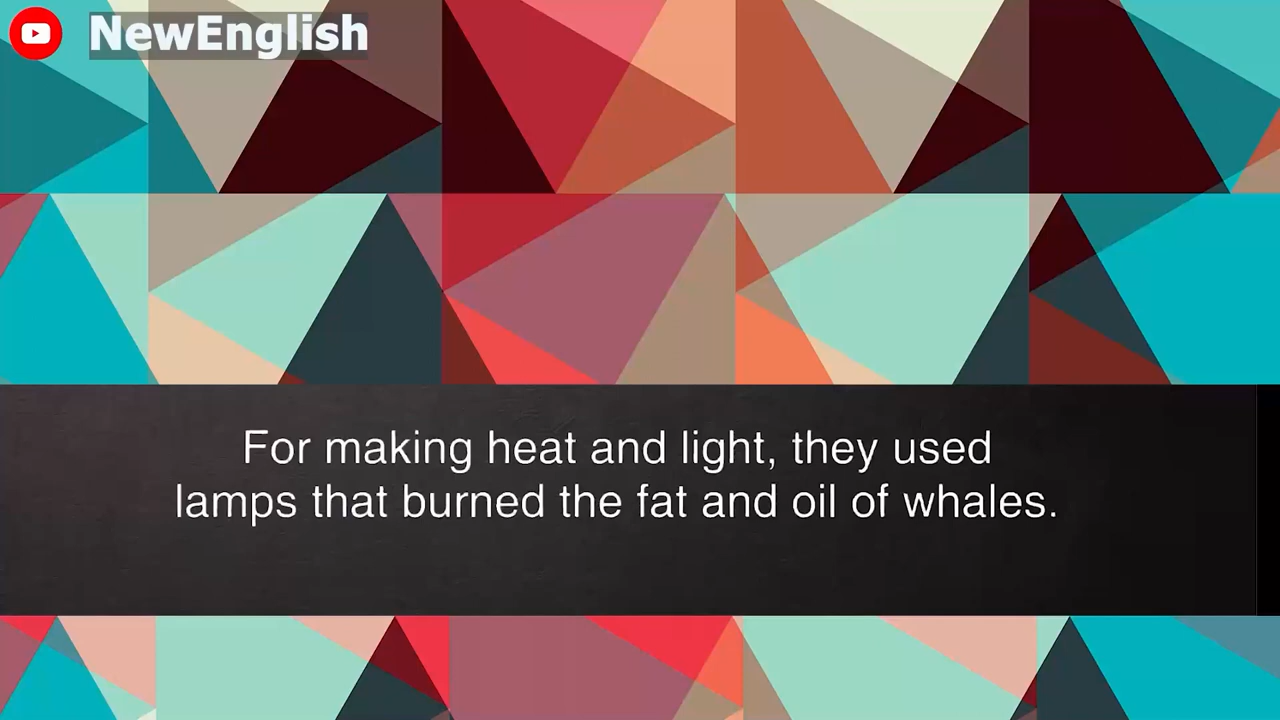 NewEnglish
For making heat and light, they used
lamps that burned the fat and oil of whales.